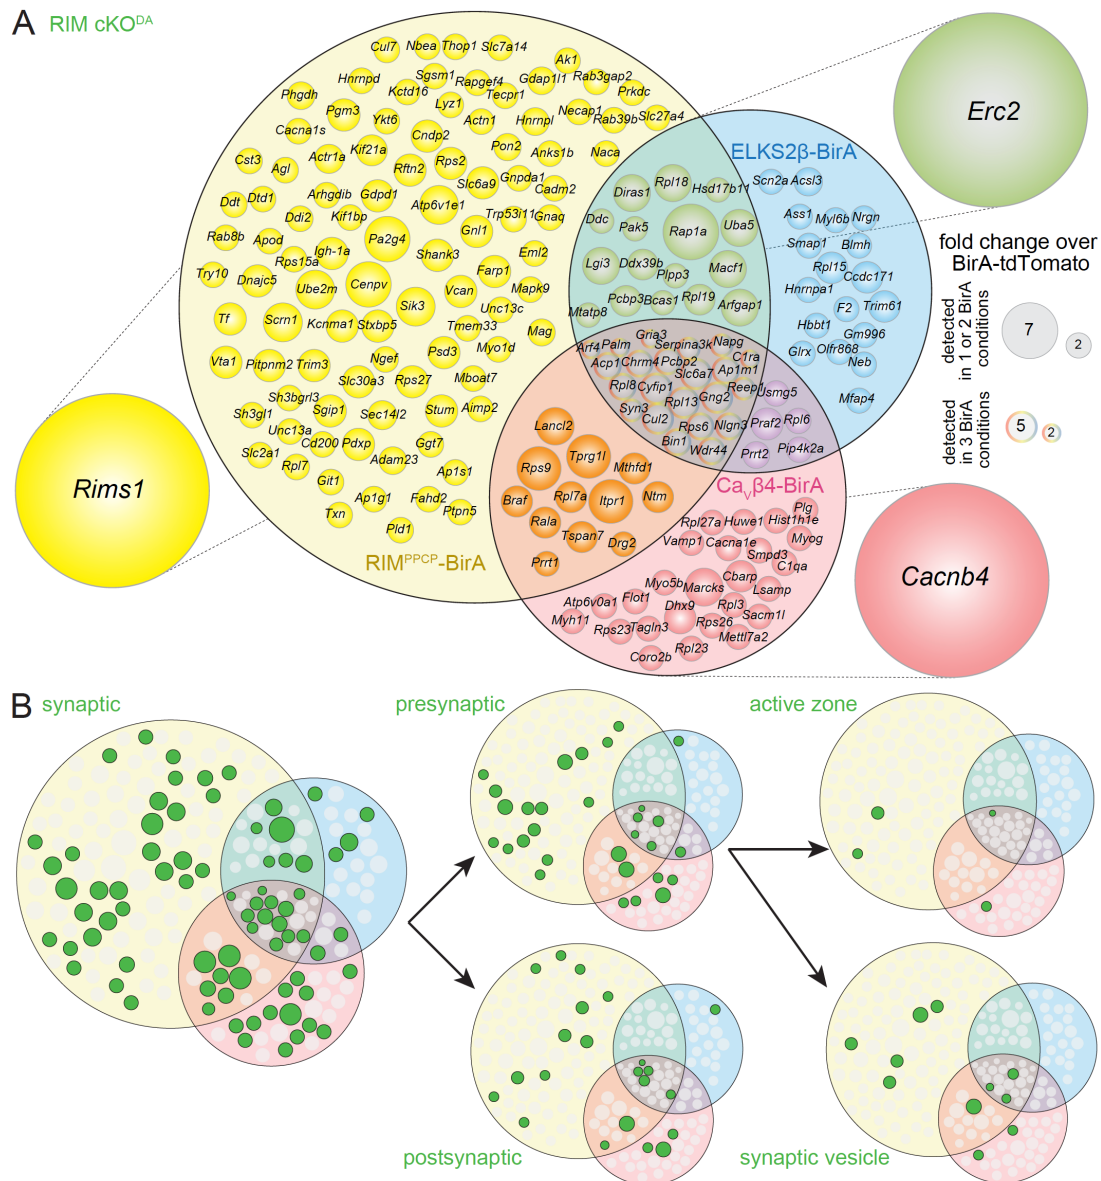 A
RIM cKO^DA
Cul7
Nbea
Thop1
Slc7a14
Ak1
Hnrnpd
Sgsm1
Rapgef4
Gdap1l1
Rab3gap2
Phgdh
Kctd16
Tecpr1
Prkdc
Pgm3
Lyz1
Necap1
Ykt6
Actn1
Hnrnpl
Rab39b
Slc27a4
Cacna1s
Cndp2
Cst3
Actr1a
Kif21a
Pon2
Anks1b
Naca
Agl
Rftn2
Rps2
Slc6a9
Gnpda1
Cadm2
Ddt
Dtd1
Arhgdib
Gdpd1
Atp6v1e1
Ddi2
Kif1bp
Trp53i11
Gnaq
Rab8b
Apod
Pa2g4
Gnl1
Igh-1a
Shank3
Eml2
Rps15a
Try10
Dnajc5
Farp1
Ube2m
Cenpv
Vcan
Mapk9
Tf
Scrn1
Sik3
Unc13c
Kcnma1
Stxbp5
Tmem33
Mag
Vta1
Pitpnm2
Trim3
Ngef
Psd3
Myo1d
Slc30a3
Rps27
Mboat7
Sh3bgrl3
Sh3gl1
Sgip1
Sec14l2
Stum
Aimp2
Unc13a
Slc2a1
Cd200
Pdxp
Ggt7
Rpl7
Adam23
Ap1s1
Git1
Txn
Ap1g1
Fahd2
Ptpn5
Pld1
RIM^PPCP-BirA
Rims1
Erc2
ELKS2β-BirA
Diras1
Rpl18
Hsd17b11
Ddc
Pak5
Rap1a
Uba5
Lgi3
Ddx39b
Plpp3
Macf1
Pcbp3
Bcas1
Rpl19
Arfgap1
Mtatp8
Scn2a
Acsl3
Ass1
Myl6b
Nrgn
Smap1
Blmh
Rpl15
Ccdc171
Hnrnpa1
F2
Trim61
Hbbt1
Gm996
Glrx
Olfr868
Neb
Mfap4
Gria3
Arf4
Palm
Serpina3k
Napg
Acp1
Chrm4
Pcbp2
C1ra
Slc6a7
Ap1m1
Rpl8
Cyfip1
Reep1
Rpl13
Gng2
Syn3
Cul2
Rps6
Nlgn3
Bin1
Wdr44
Usmg5
Praf2
Rpl6
Prrt2
Pip4k2a
Lancl2
Rps9
Tprg1l
Mthfd1
Braf
Rpl7a
Itpr1
Ntm
Rala
Tspan7
Drg2
Prrt1
Ca_Vβ4-BirA
Plg
Rpl27a
Huwe1
Hist1h1e
Vamp1
Cacna1e
Myog
Smpd3
C1qa
Myo5b
Marcks
Cbarp
Lsamp
Atp6v0a1
Flot1
Dhx9
Rpl3
Sacm1l
Myh11
Rps23
Tagln3
Rps26
Mettl7a2
Coro2b
Rpl23
Cacnb4
fold change over
BirA-tdTomato
detected
in 1 or 2 BirA
conditions
7
2
detected
in 3 BirA
conditions
5
2
B
synaptic
presynaptic
active zone
postsynaptic
synaptic vesicle